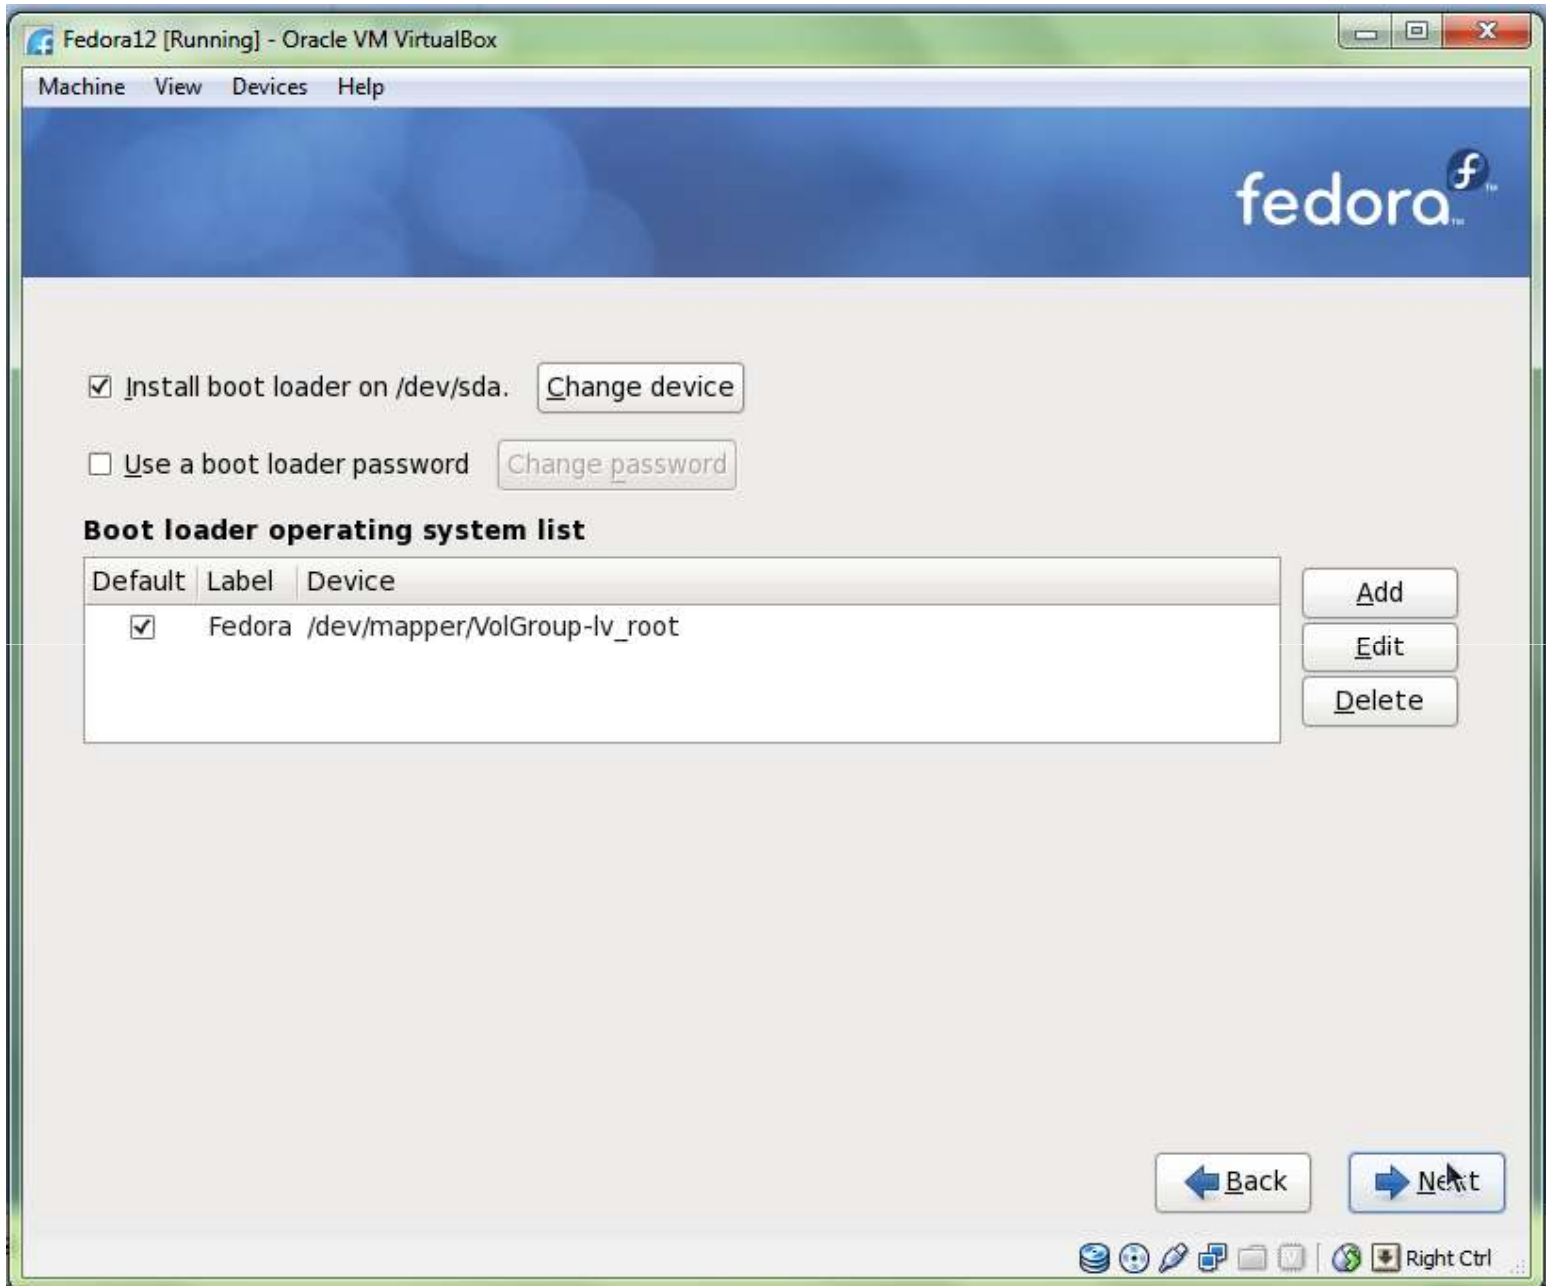 Fedora12 [Running] - Oracle VM VirtualBox
Machine View Devices Help
fedora
Install boot loader on /dev/sda. Change device
Use a boot loader password Change password
Boot loader operating system list
Default Label Device
Fedora /dev/mapper/VolGroup-lv_root
Add
Edit
Delete
Back Next
Right Ctrl